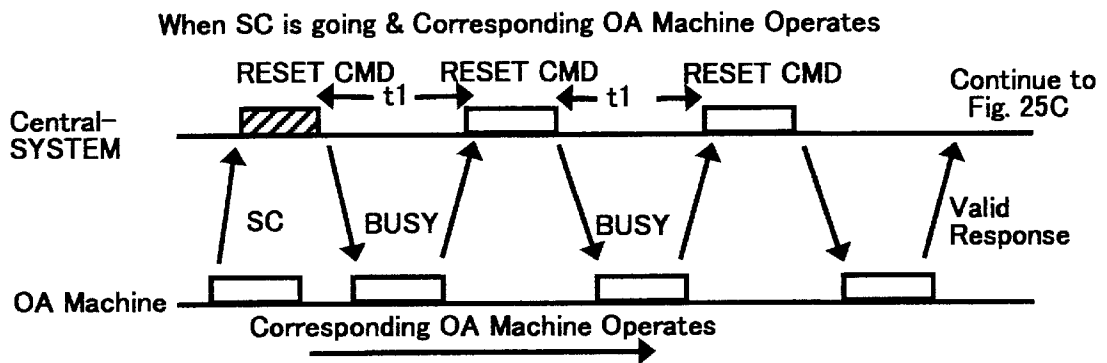 When SC is going & Corresponding OA Machine Operates
RESET CMD
RESET CMD
RESET CMD
Continue to
Fig. 25C
t1
t1
Central-
SYSTEM
SC
BUSY
BUSY
Valid
Response
OA Machine
Corresponding OA Machine Operates